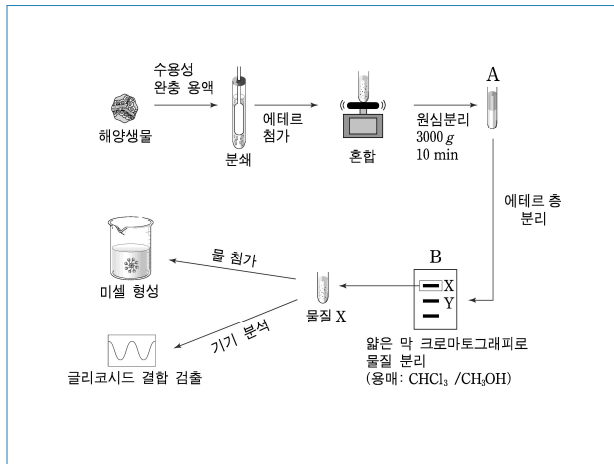 수용성
완충 용액
해양생물
분쇄
에테르
첨가
혼합
원심분리
3000 g
10 min
A
에테르 층
분리
B
X
Y
얇은 막 크로마토그래피로
물질 분리
(용매: CHCl₃ /CH₃OH)
물질 X
물 첨가
미셀 형성
기기 분석
글리코시드 결합 검출